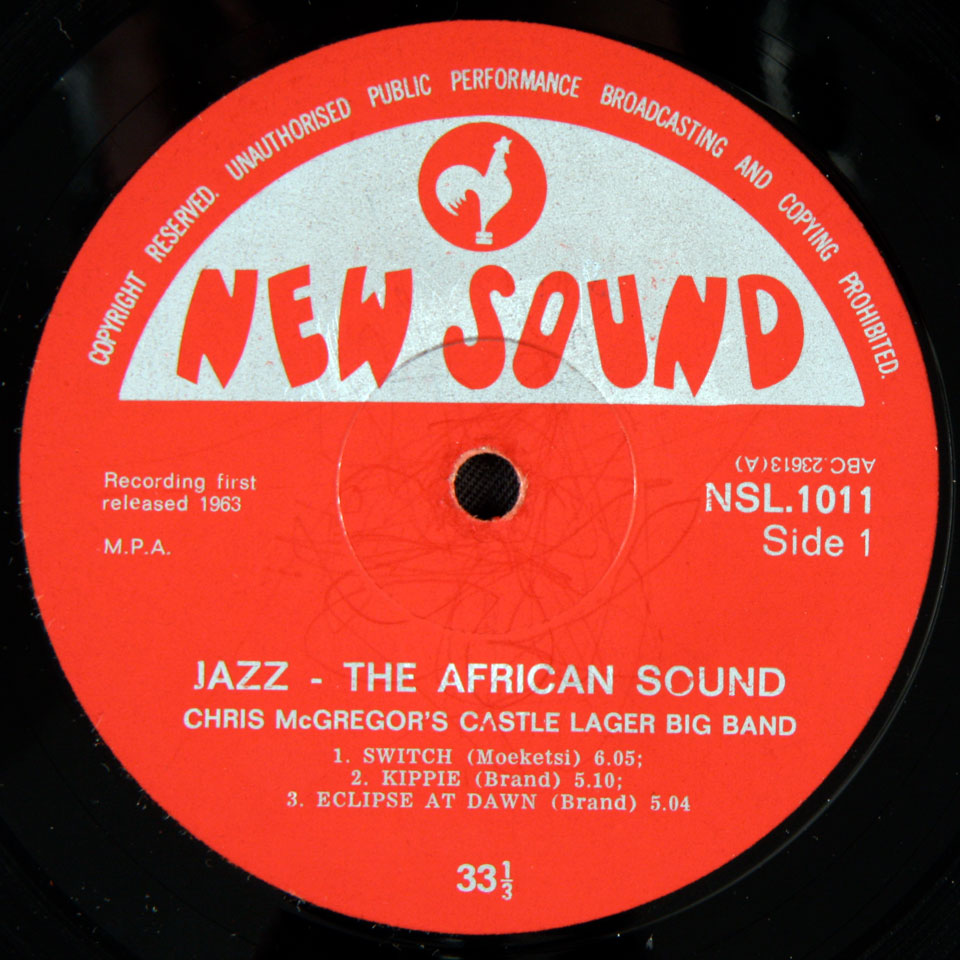 COPYRIGHT RESERVED. UNAUTHORISED PUBLIC PERFORMANCE BROADCASTING AND COPYING PROHIBITED.
NEW SOUND
Recording first
released 1963
M.P.A.
ABC.23613(A)
NSL.1011
Side 1
JAZZ - THE AFRICAN SOUND
CHRIS McGREGOR'S CASTLE LAGER BIG BAND
1. SWITCH (Moeketsi) 6.05;
2. KIPPIE (Brand) 5.10;
3. ECLIPSE AT DAWN (Brand) 5.04
33⅓